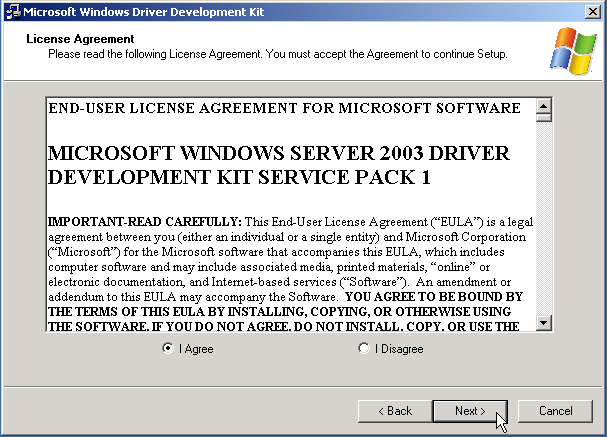 Microsoft Windows Driver Development Kit
License Agreement
Please read the following License Agreement. You must accept the Agreement to continue Setup.
END-USER LICENSE AGREEMENT FOR MICROSOFT SOFTWARE
MICROSOFT WINDOWS SERVER 2003 DRIVER
DEVELOPMENT KIT SERVICE PACK 1
IMPORTANT-READ CAREFULLY: This End-User License Agreement (“EULA”) is a legal
agreement between you (either an individual or a single entity) and Microsoft Corporation
(“Microsoft”) for the Microsoft software that accompanies this EULA, which includes
computer software and may include associated media, printed materials, “online” or
electronic documentation, and Internet-based services (“Software”). An amendment or
addendum to this EULA may accompany the Software. YOU AGREE TO BE BOUND BY
THE TERMS OF THIS EULA BY INSTALLING, COPYING, OR OTHERWISE USING
THE SOFTWARE. IF YOU DO NOT AGREE, DO NOT INSTALL, COPY, OR USE THE
I Agree
I Disagree
< Back
Next >
Cancel